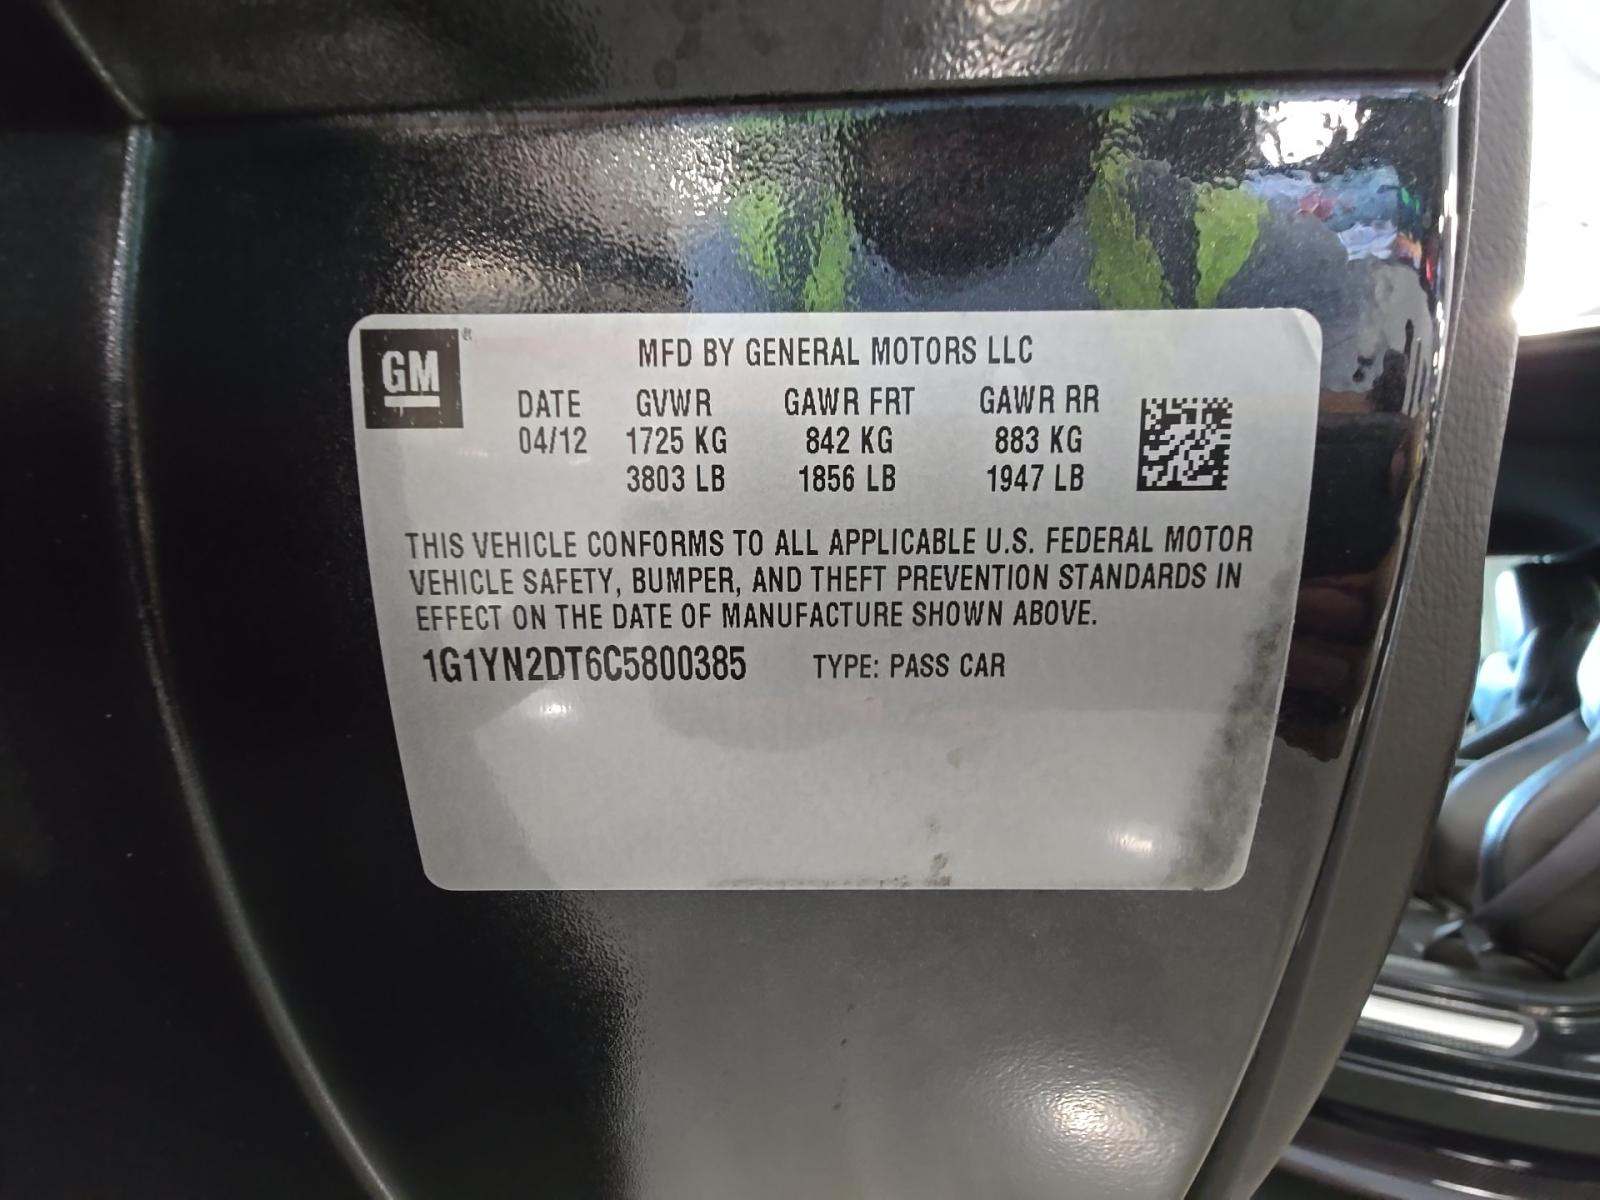 GM
MFD BY GENERAL MOTORS LLC
DATE GVWR GAWR FRT GAWR RR
04/12 1725 KG 842 KG 883 KG
3803 LB 1856 LB 1947 LB
THIS VEHICLE CONFORMS TO ALL APPLICABLE U.S. FEDERAL MOTOR
VEHICLE SAFETY, BUMPER, AND THEFT PREVENTION STANDARDS IN
EFFECT ON THE DATE OF MANUFACTURE SHOWN ABOVE.
1G1YN2DT6C5800385 TYPE: PASS CAR